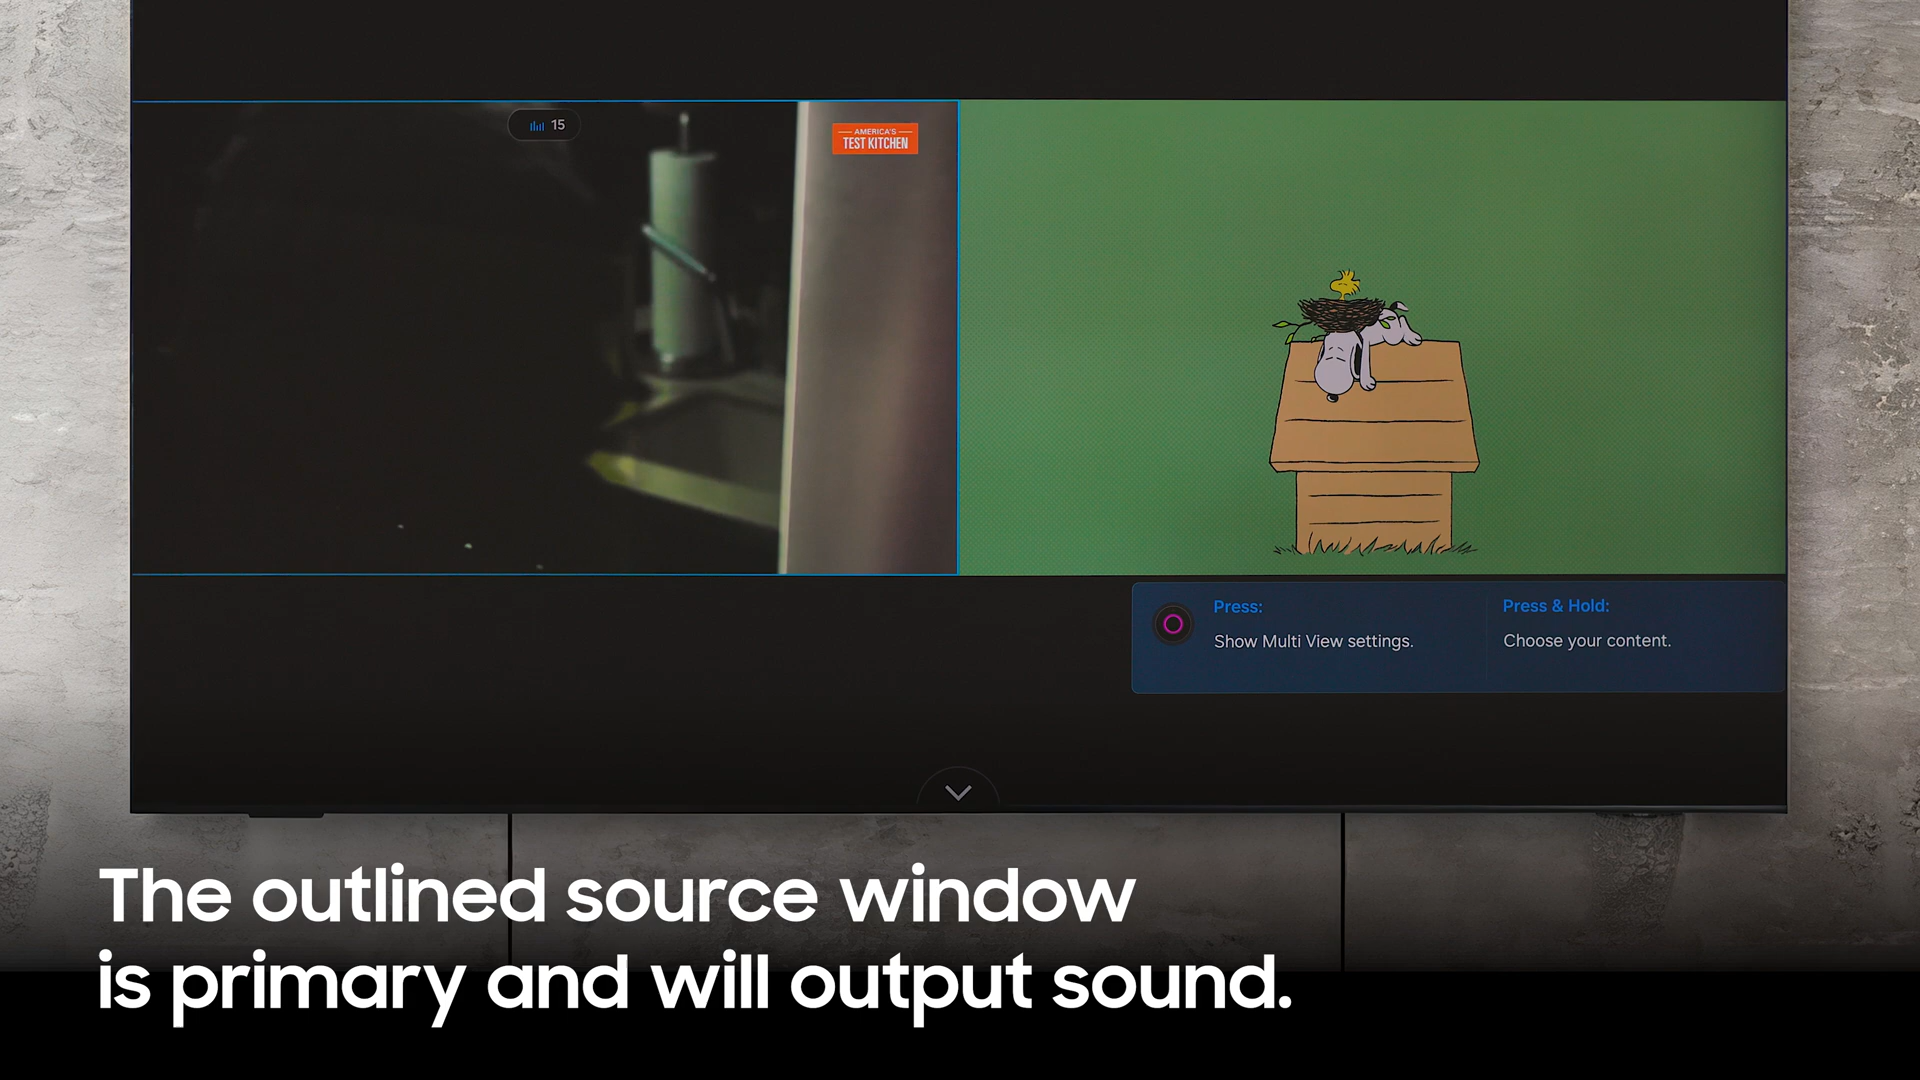 15
AMERICA'S
TEST KITCHEN
Press:
Show Multi View settings.
Press & Hold:
Choose your content.
The outlined source window
is primary and will output sound.